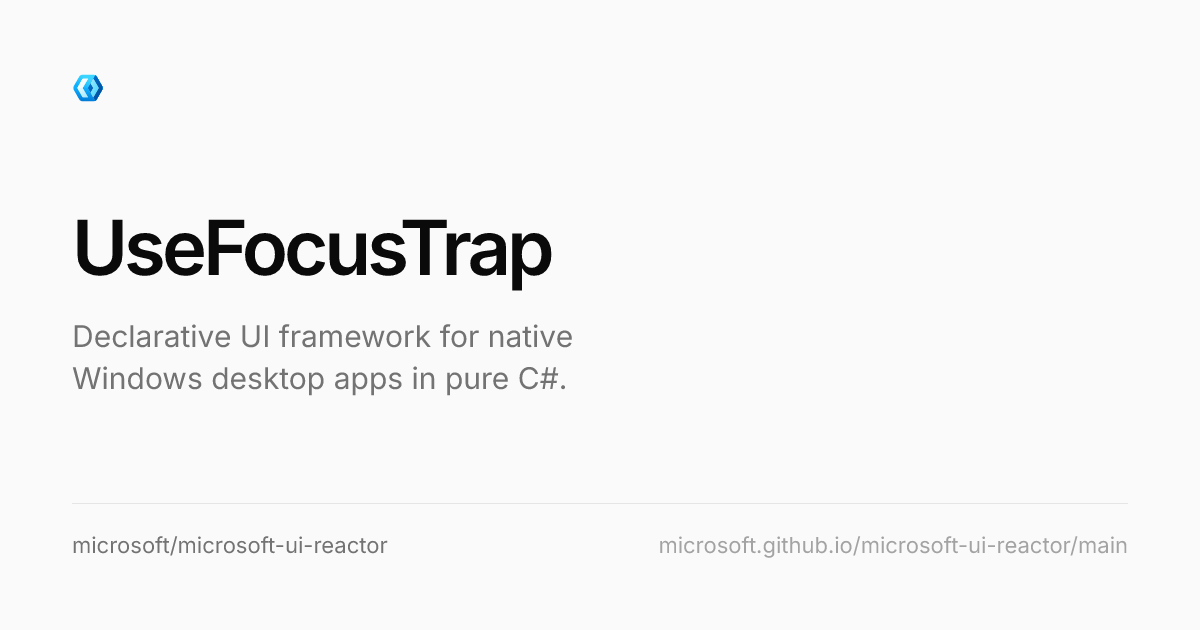 UseFocusTrap
Declarative UI framework for native
Windows desktop apps in pure C#.
microsoft/microsoft-ui-reactor
microsoft.github.io/microsoft-ui-reactor/main